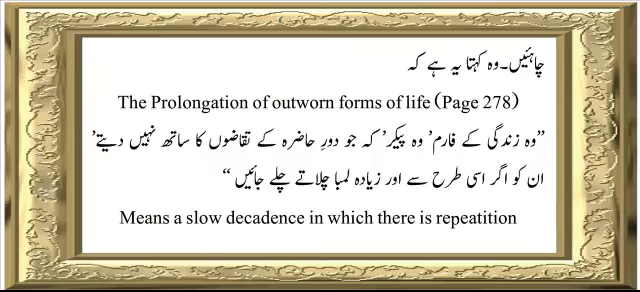 چاہئیں۔وہ کہتا یہ ہے کہ
The Prolongation of outworn forms of life (Page 278)
”وہ زندگی کے فارم‘ وہ پیکر‘ کہ جو دورِ حاضرہ کے تقاضوں کا ساتھ نہیں دیتے‘
ان کو اگر اسی طرح سے اور زیادہ لمبا چلاتے چلے جائیں“
Means a slow decadence in which there is repeatition